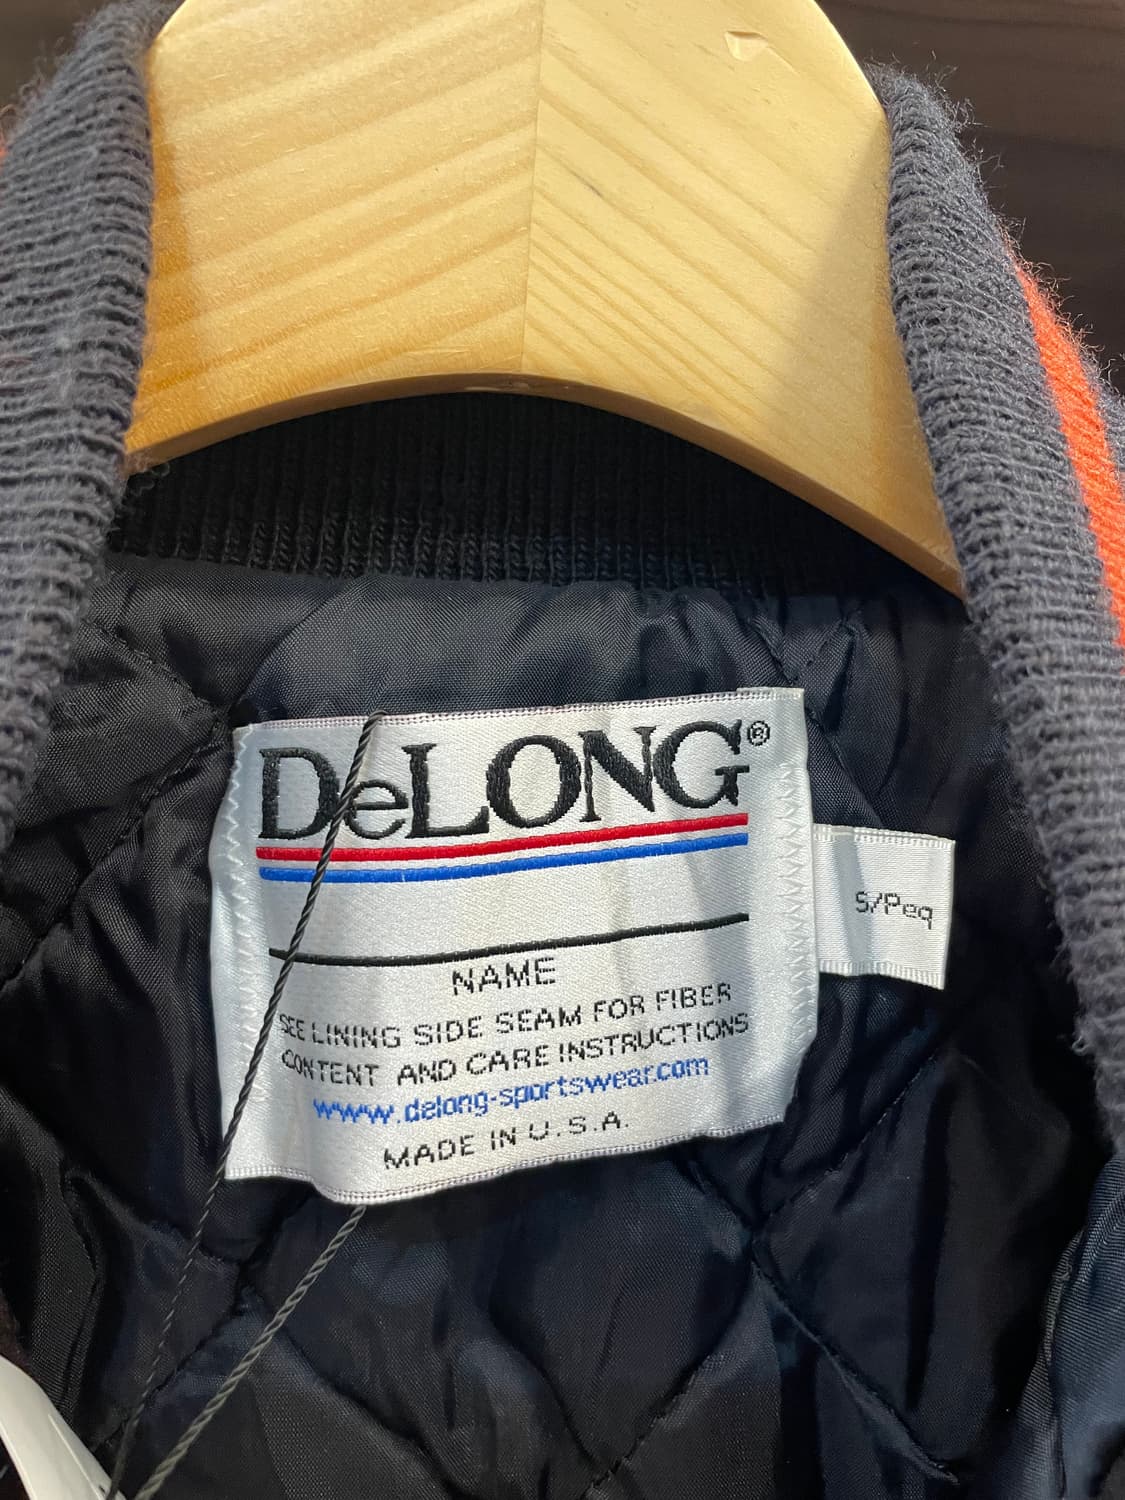 DeLONG®
NAME
SEE LINING SIDE SEAM FOR FIBER
CONTENT AND CARE INSTRUCTIONS
www.delong-sportswear.com
MADE IN U.S.A.
S/Peq